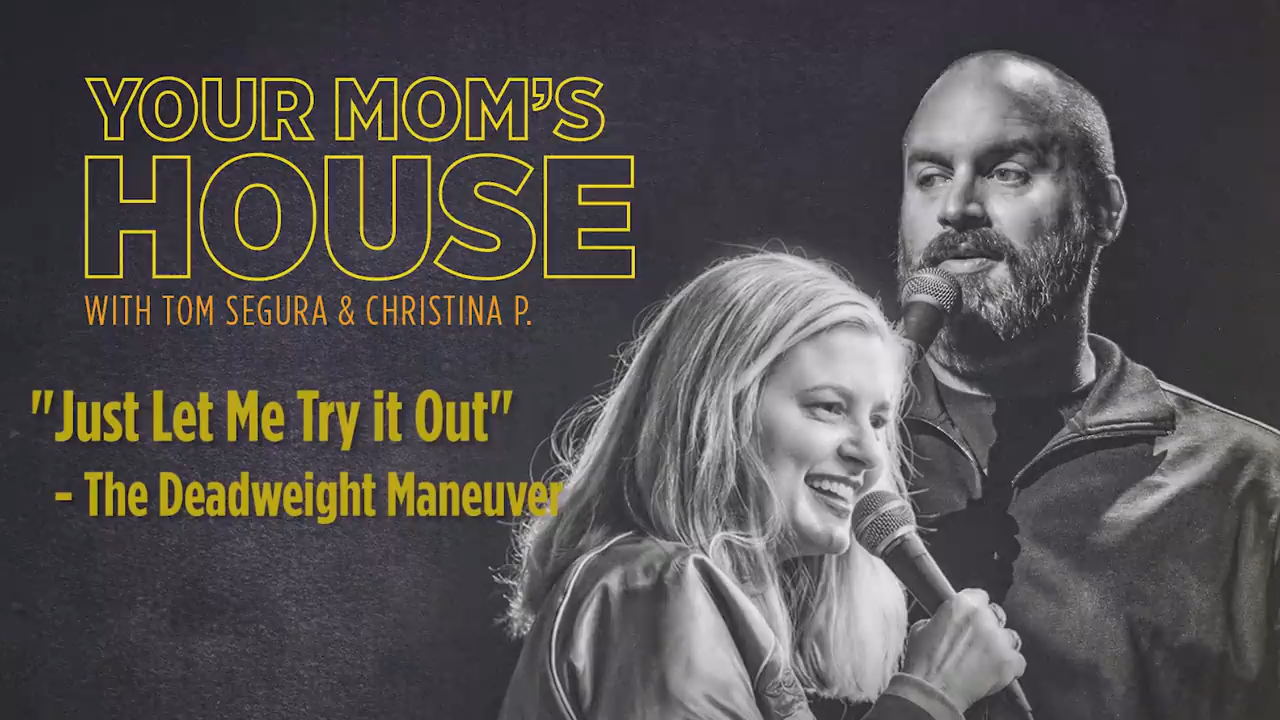 YOUR MOM'S
HOUSE
WITH TOM SEGURA & CHRISTINA P.
"Just Let Me Try it Out"
- The Deadweight Maneuver